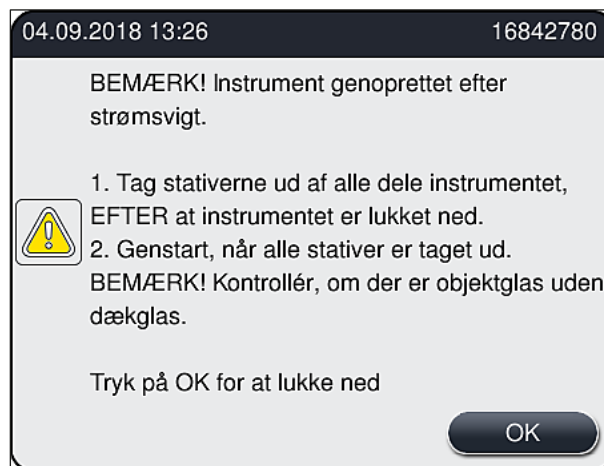 04.09.2018 13:26 16842780
BEMÆRK! Instrument genoprettet efter
strømsvigt.
1. Tag stativerne ud af alle dele instrumentet,
EFTER at instrumentet er lukket ned.
2. Genstart, når alle stativer er taget ud.
BEMÆRK! Kontrollér, om der er objektglas uden
dækglas.
Tryk på OK for at lukke ned
OK